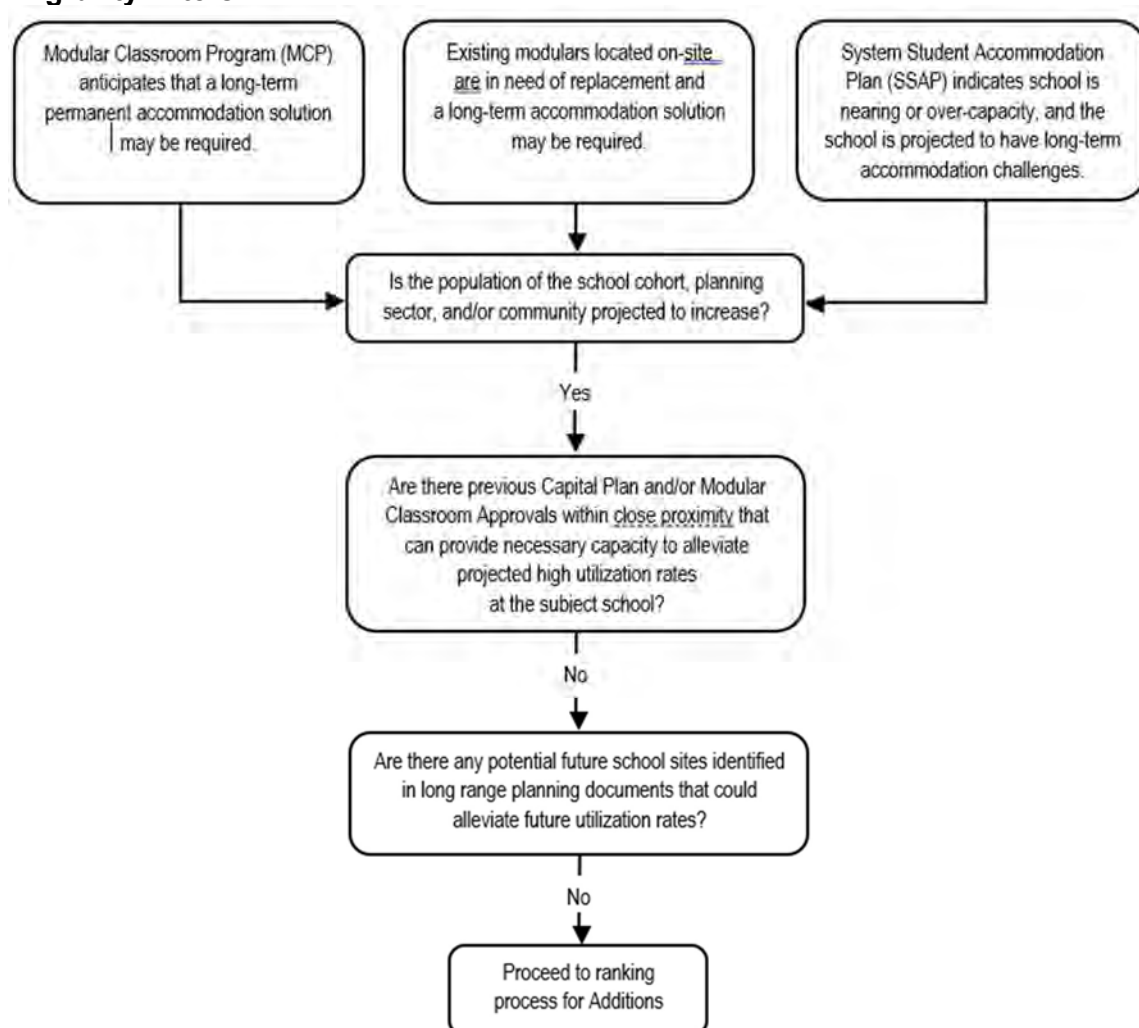 Modular Classroom Program (MCP)
anticipates that a long-term
permanent accommodation solution
may be required.
Existing modulars located on-site
are in need of replacement and
a long-term accommodation solution
may be required.
System Student Accommodation
Plan (SSAP) indicates school is
nearing or over-capacity, and the
school is projected to have long-term
accommodation challenges.
Is the population of the school cohort, planning
sector, and/or community projected to increase?
Yes
Are there previous Capital Plan and/or Modular
Classroom Approvals within close proximity that
can provide necessary capacity to alleviate
projected high utilization rates
at the subject school?
No
Are there any potential future school sites identified
in long range planning documents that could
alleviate future utilization rates?
No
Proceed to ranking
process for Additions